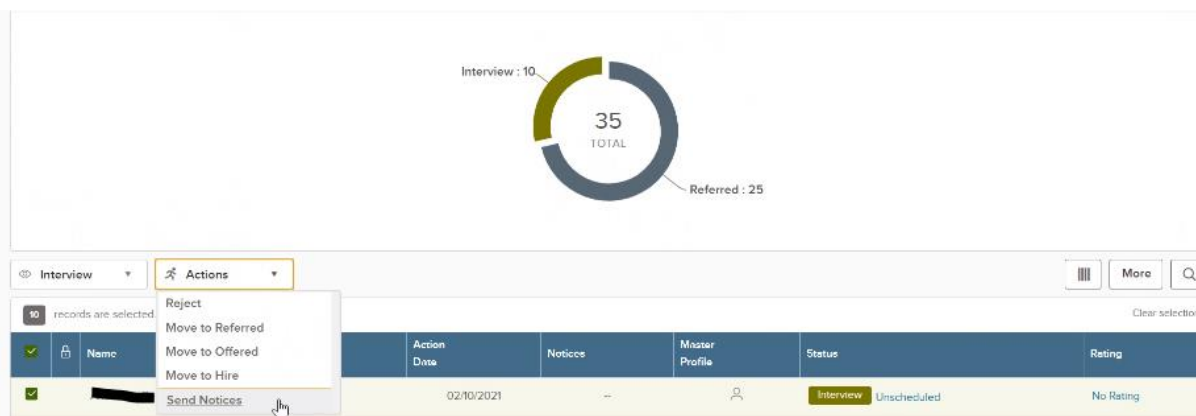 Interview : 10
35
TOTAL
Referred : 25
Interview
Actions
More
Reject
Move to Referred
Move to Offered
Move to Hire
Send Notices
10 records are selected
Clear selection
Name
Action
Date
Notices
Master
Profile
Status
Rating
02/10/2021
--
Interview Unscheduled
No Rating